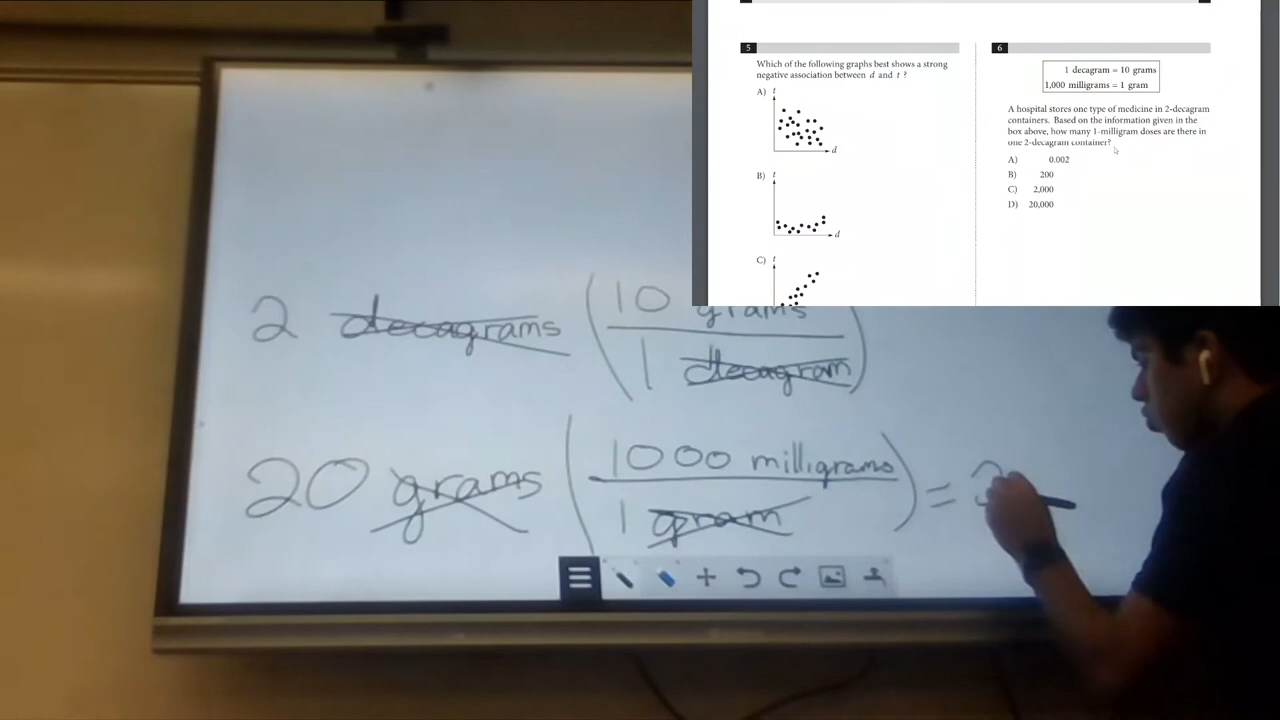 5
Which of the following graphs best shows a strong
negative association between d and t ?
A)
t
d
B)
t
d
C)
t
6
1 decagram = 10 grams
1,000 milligrams = 1 gram
A hospital stores one type of medicine in 2-decagram
containers. Based on the information given in the
box above, how many 1-milligram doses are there in
one 2-decagram container?
A) 0.002
B) 200
C) 2,000
D) 20,000
2 decagrams (10 grams
1 decagram)
20 grams (1000 milligrams
1 gram) = 2